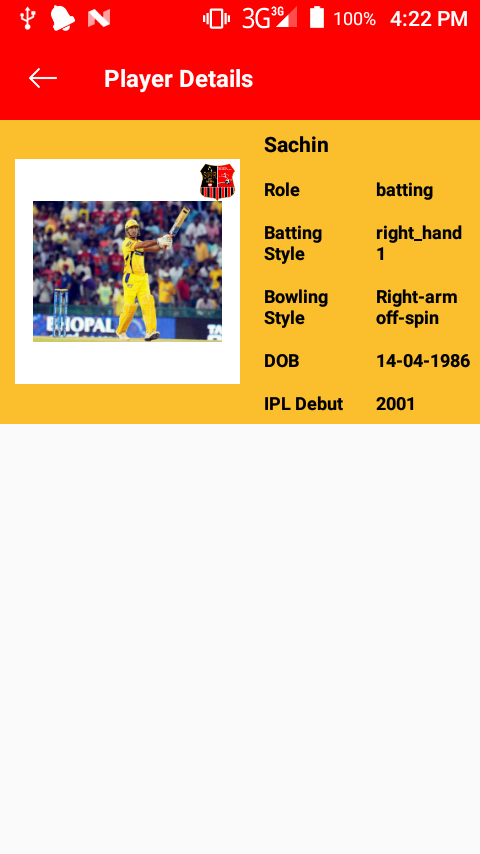 3G 3G 100% 4:22 PM
Player Details
Sachin
Role batting
Batting Style right_hand 1
Bowling Style Right-arm off-spin
DOB 14-04-1986
IPL Debut 2001
BHOPAL